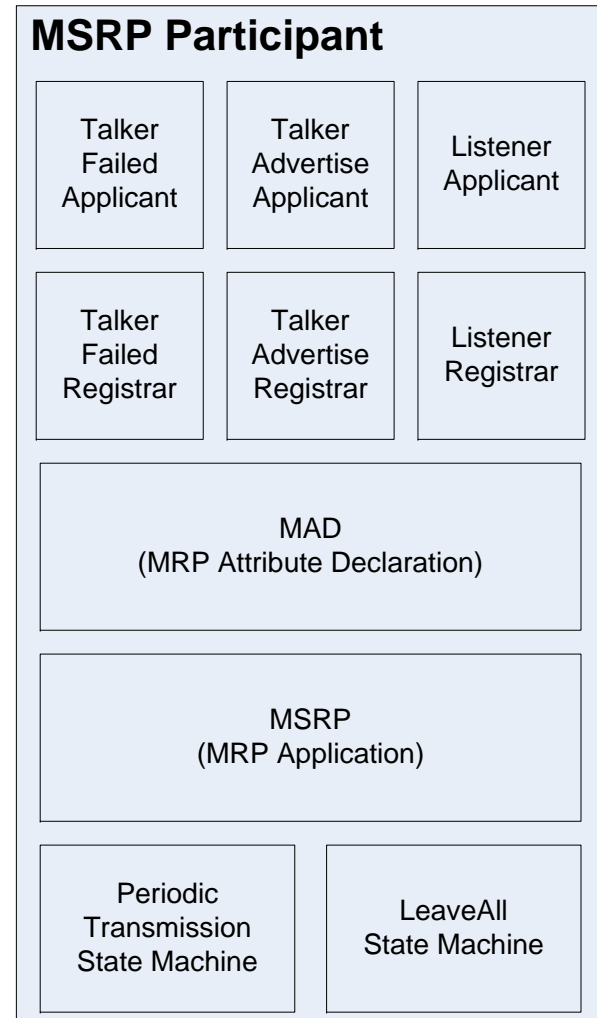 MSRP Participant
Talker
Failed
Applicant
Talker
Advertise
Applicant
Listener
Applicant
Talker
Failed
Registrar
Talker
Advertise
Registrar
Listener
Registrar
MAD
(MRP Attribute Declaration)
MSRP
(MRP Application)
Periodic
Transmission
State Machine
LeaveAll
State Machine